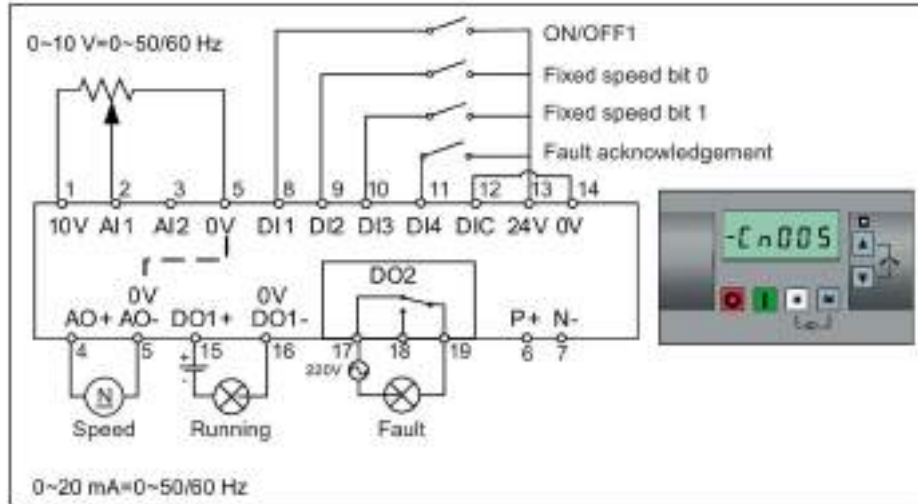 ON/OFF1
0~10 V=0~50/60 Hz
Fixed speed bit 0
Fixed speed bit 1
Fault acknowledgement
1 2 3 5 8 9 10 11 12 13 14
10V AI1 AI2 0V DI1 DI2 DI3 DI4 DIC 24V 0V
-Cn005
DO2
0V 0V
AO+ AO- DO1+ DO1- P+ N-
4 5 15 16 17 18 19 6 7
+
-
220V
N
Speed Running Fault
0~20 mA=0~50/60 Hz